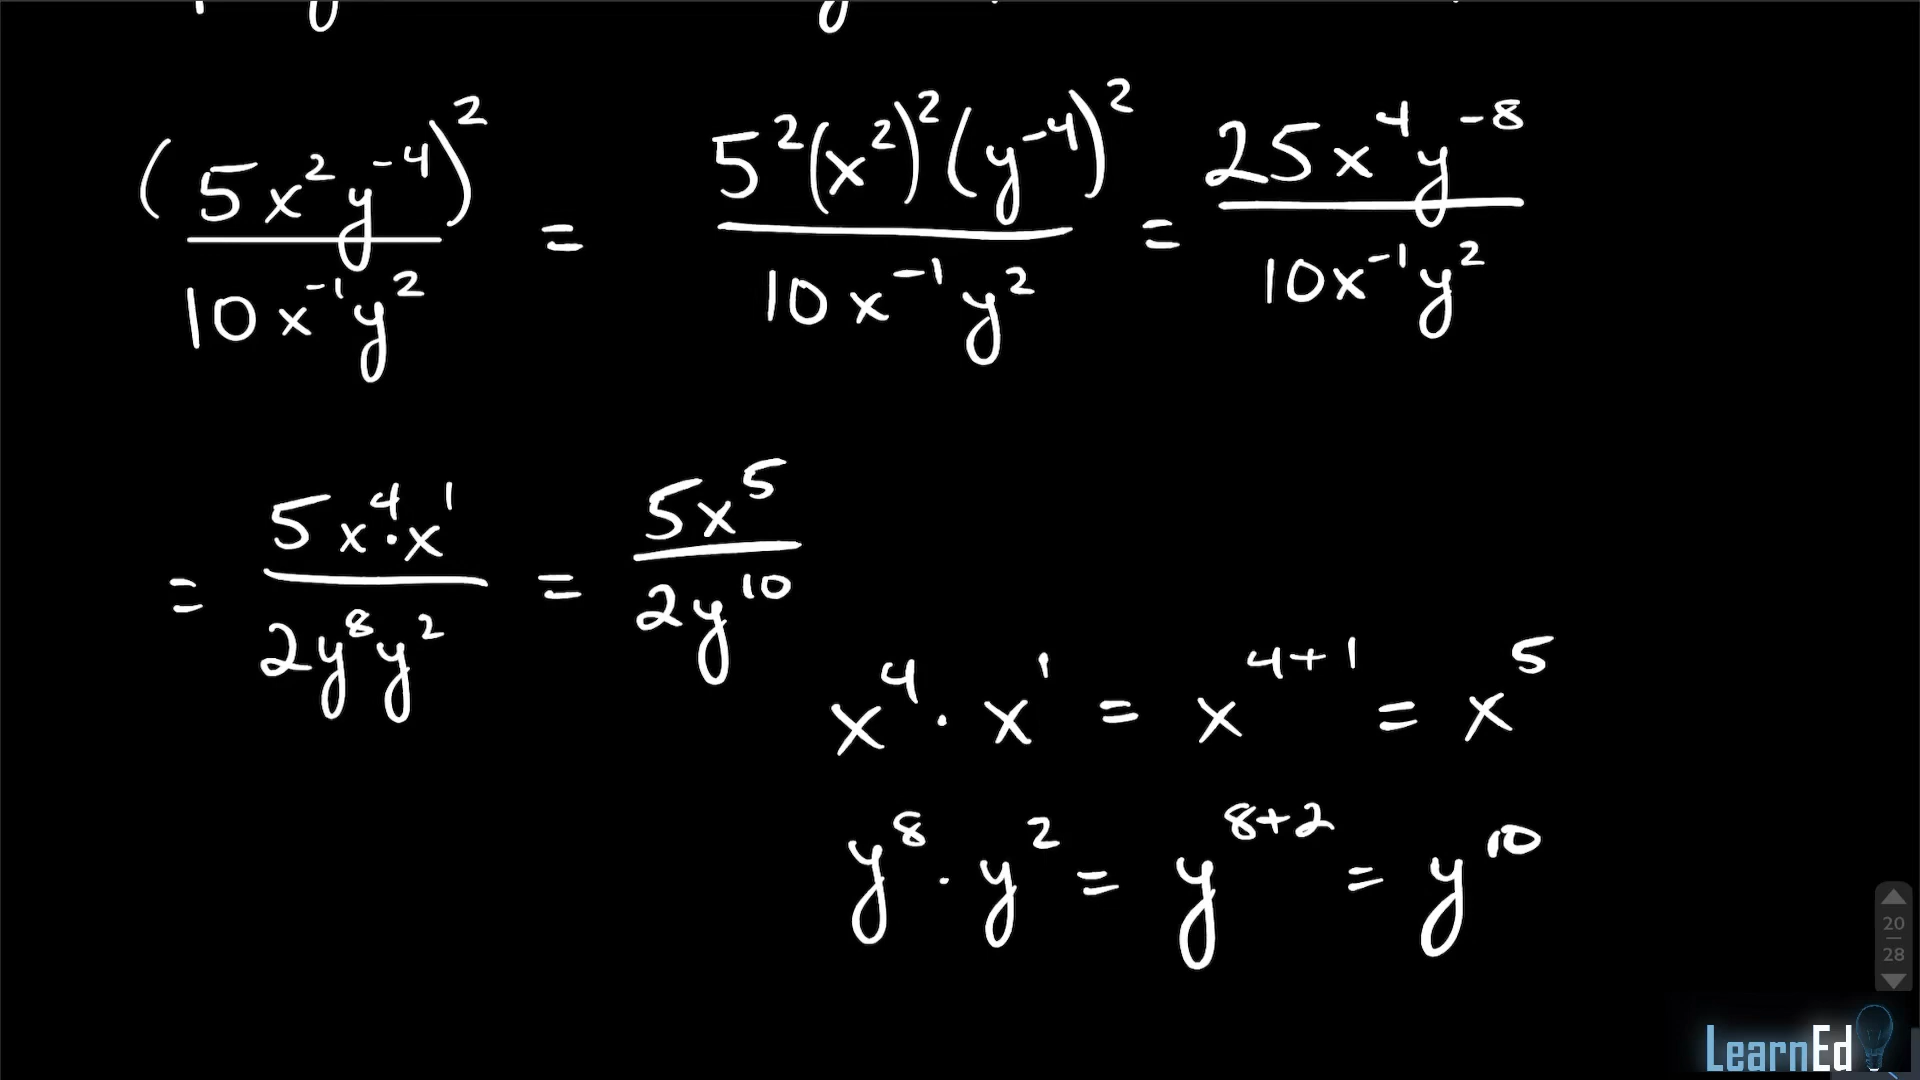 (5x²y⁻⁴)² / 10x⁻¹y² = 5²(x²)²(y⁻⁴)² / 10x⁻¹y² = 25x⁴y⁻⁸ / 10x⁻¹y²
= 5x⁴·x¹ / 2y⁸y² = 5x⁵ / 2y¹⁰
x⁴·x¹ = x⁴⁺¹ = x⁵
y⁸·y² = y⁸⁺² = y¹⁰
20
28
LearnEd